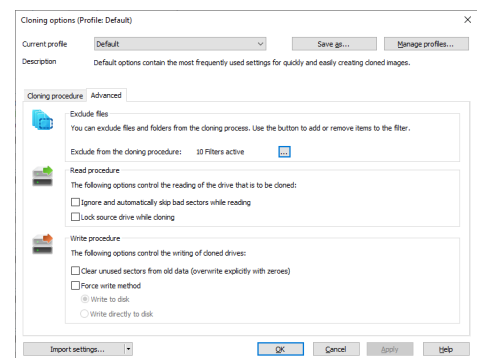 Cloning options (Profile: Default)
Current profile Default Save as... Manage profiles...
Description Default options contain the most frequently used settings for quickly and easily creating cloned images.
Cloning procedure Advanced
Exclude files
You can exclude files and folders from the cloning process. Use the button to add or remove items to the filter.
Exclude from the cloning procedure: 10 Filters active ...
Read procedure
The following options control the reading of the drive that is to be cloned:
Ignore and automatically skip bad sectors while reading
Lock source drive while cloning
Write procedure
The following options control the writing of cloned drives:
Clear unused sectors from old data (overwrite explicitly with zeroes)
Force write method
Write to disk
Write directly to disk
Import settings... OK Cancel Apply Help